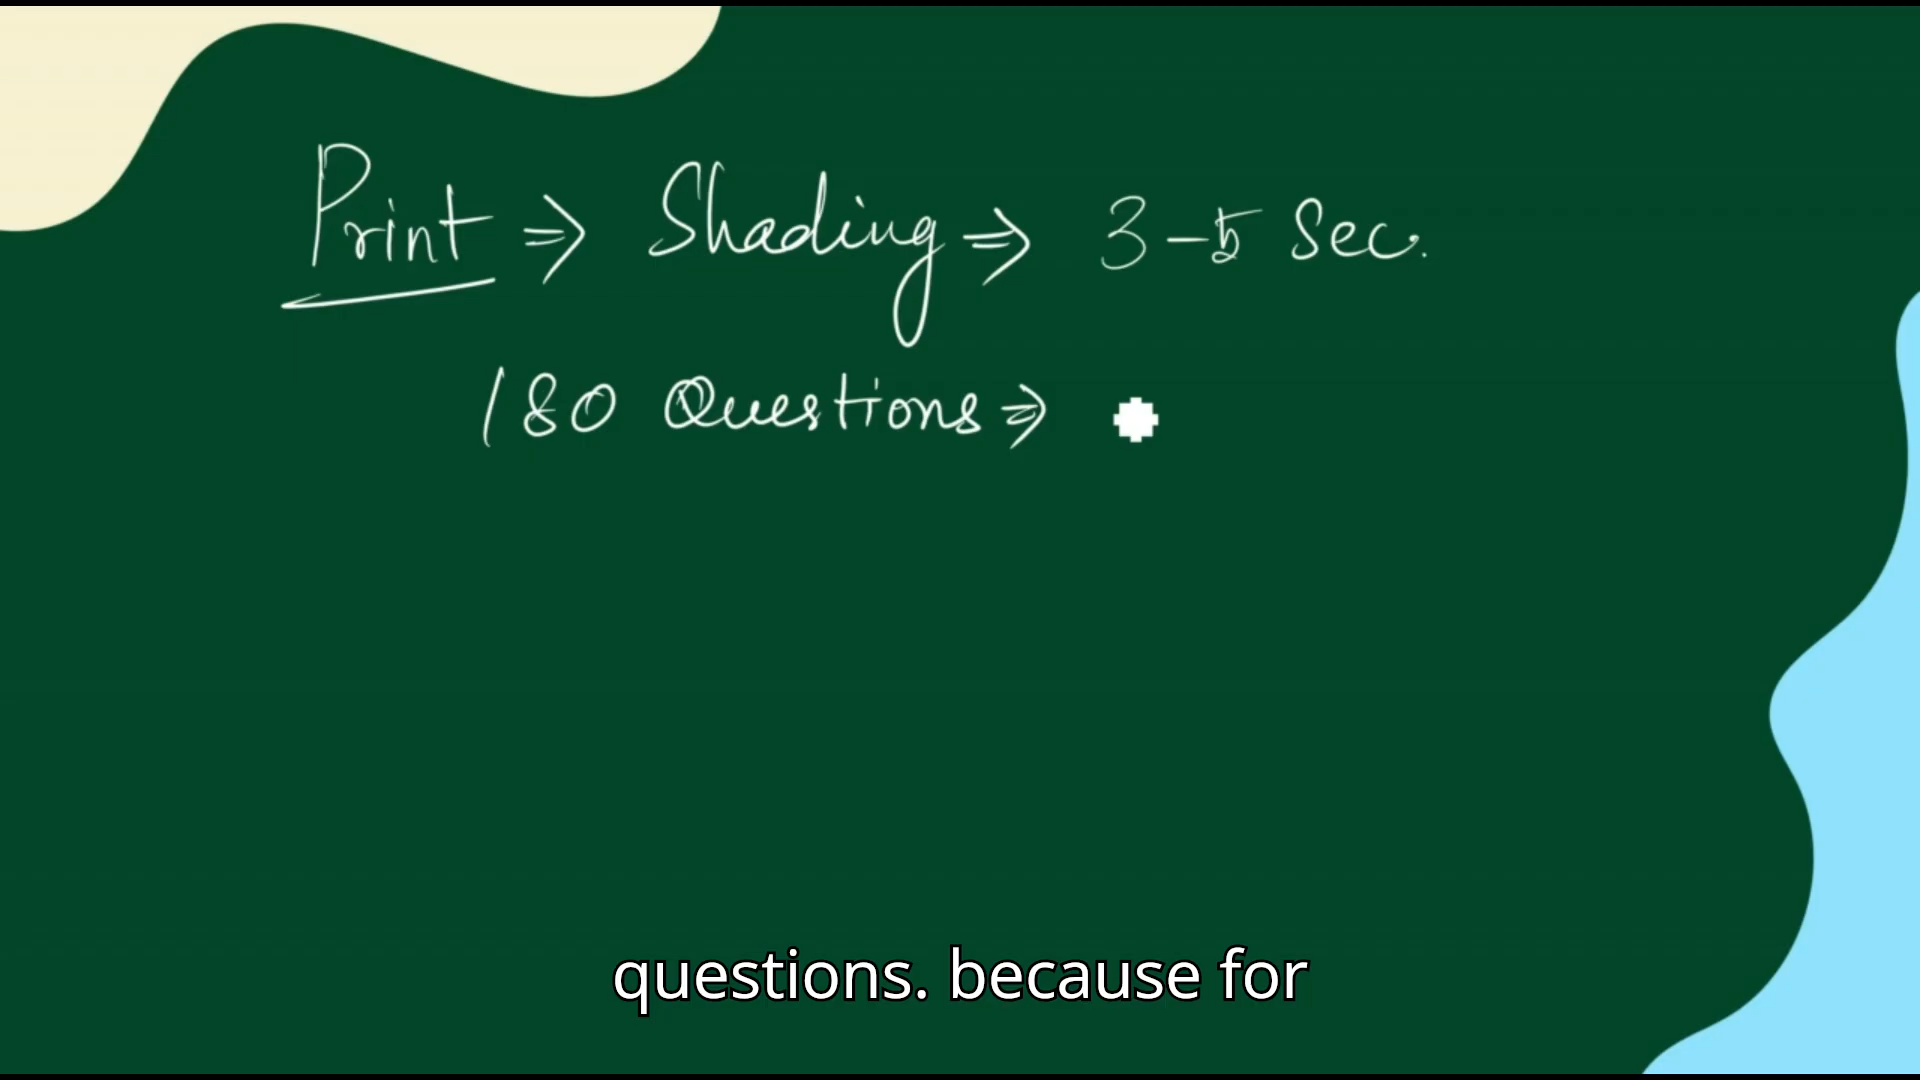 Print ⇒ Shading ⇒ 3-5 Sec.
180 Questions ⇒
questions. because for